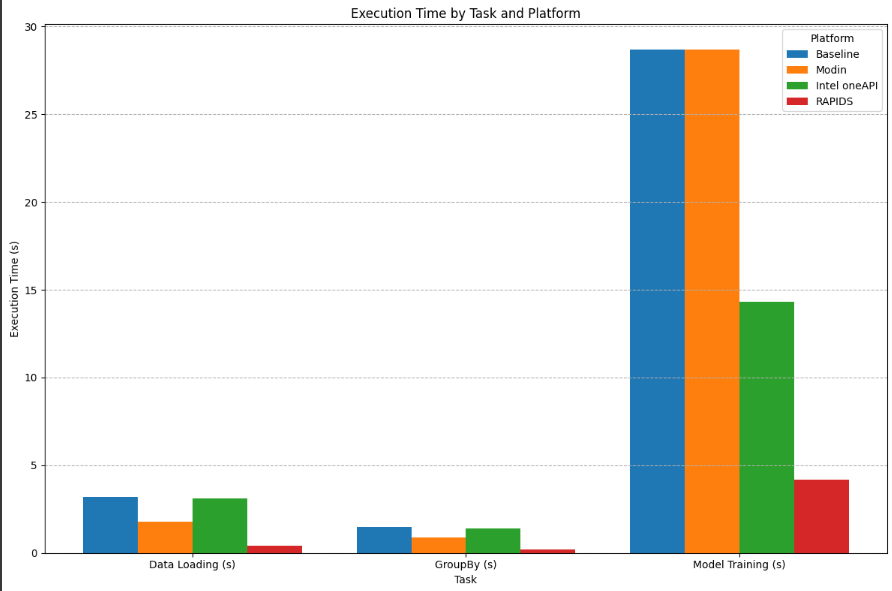 Execution Time by Task and Platform
Platform
Baseline
Modin
Intel oneAPI
RAPIDS
Execution Time (s)
30
25
20
15
10
5
0
Data Loading (s)
GroupBy (s)
Model Training (s)
Task